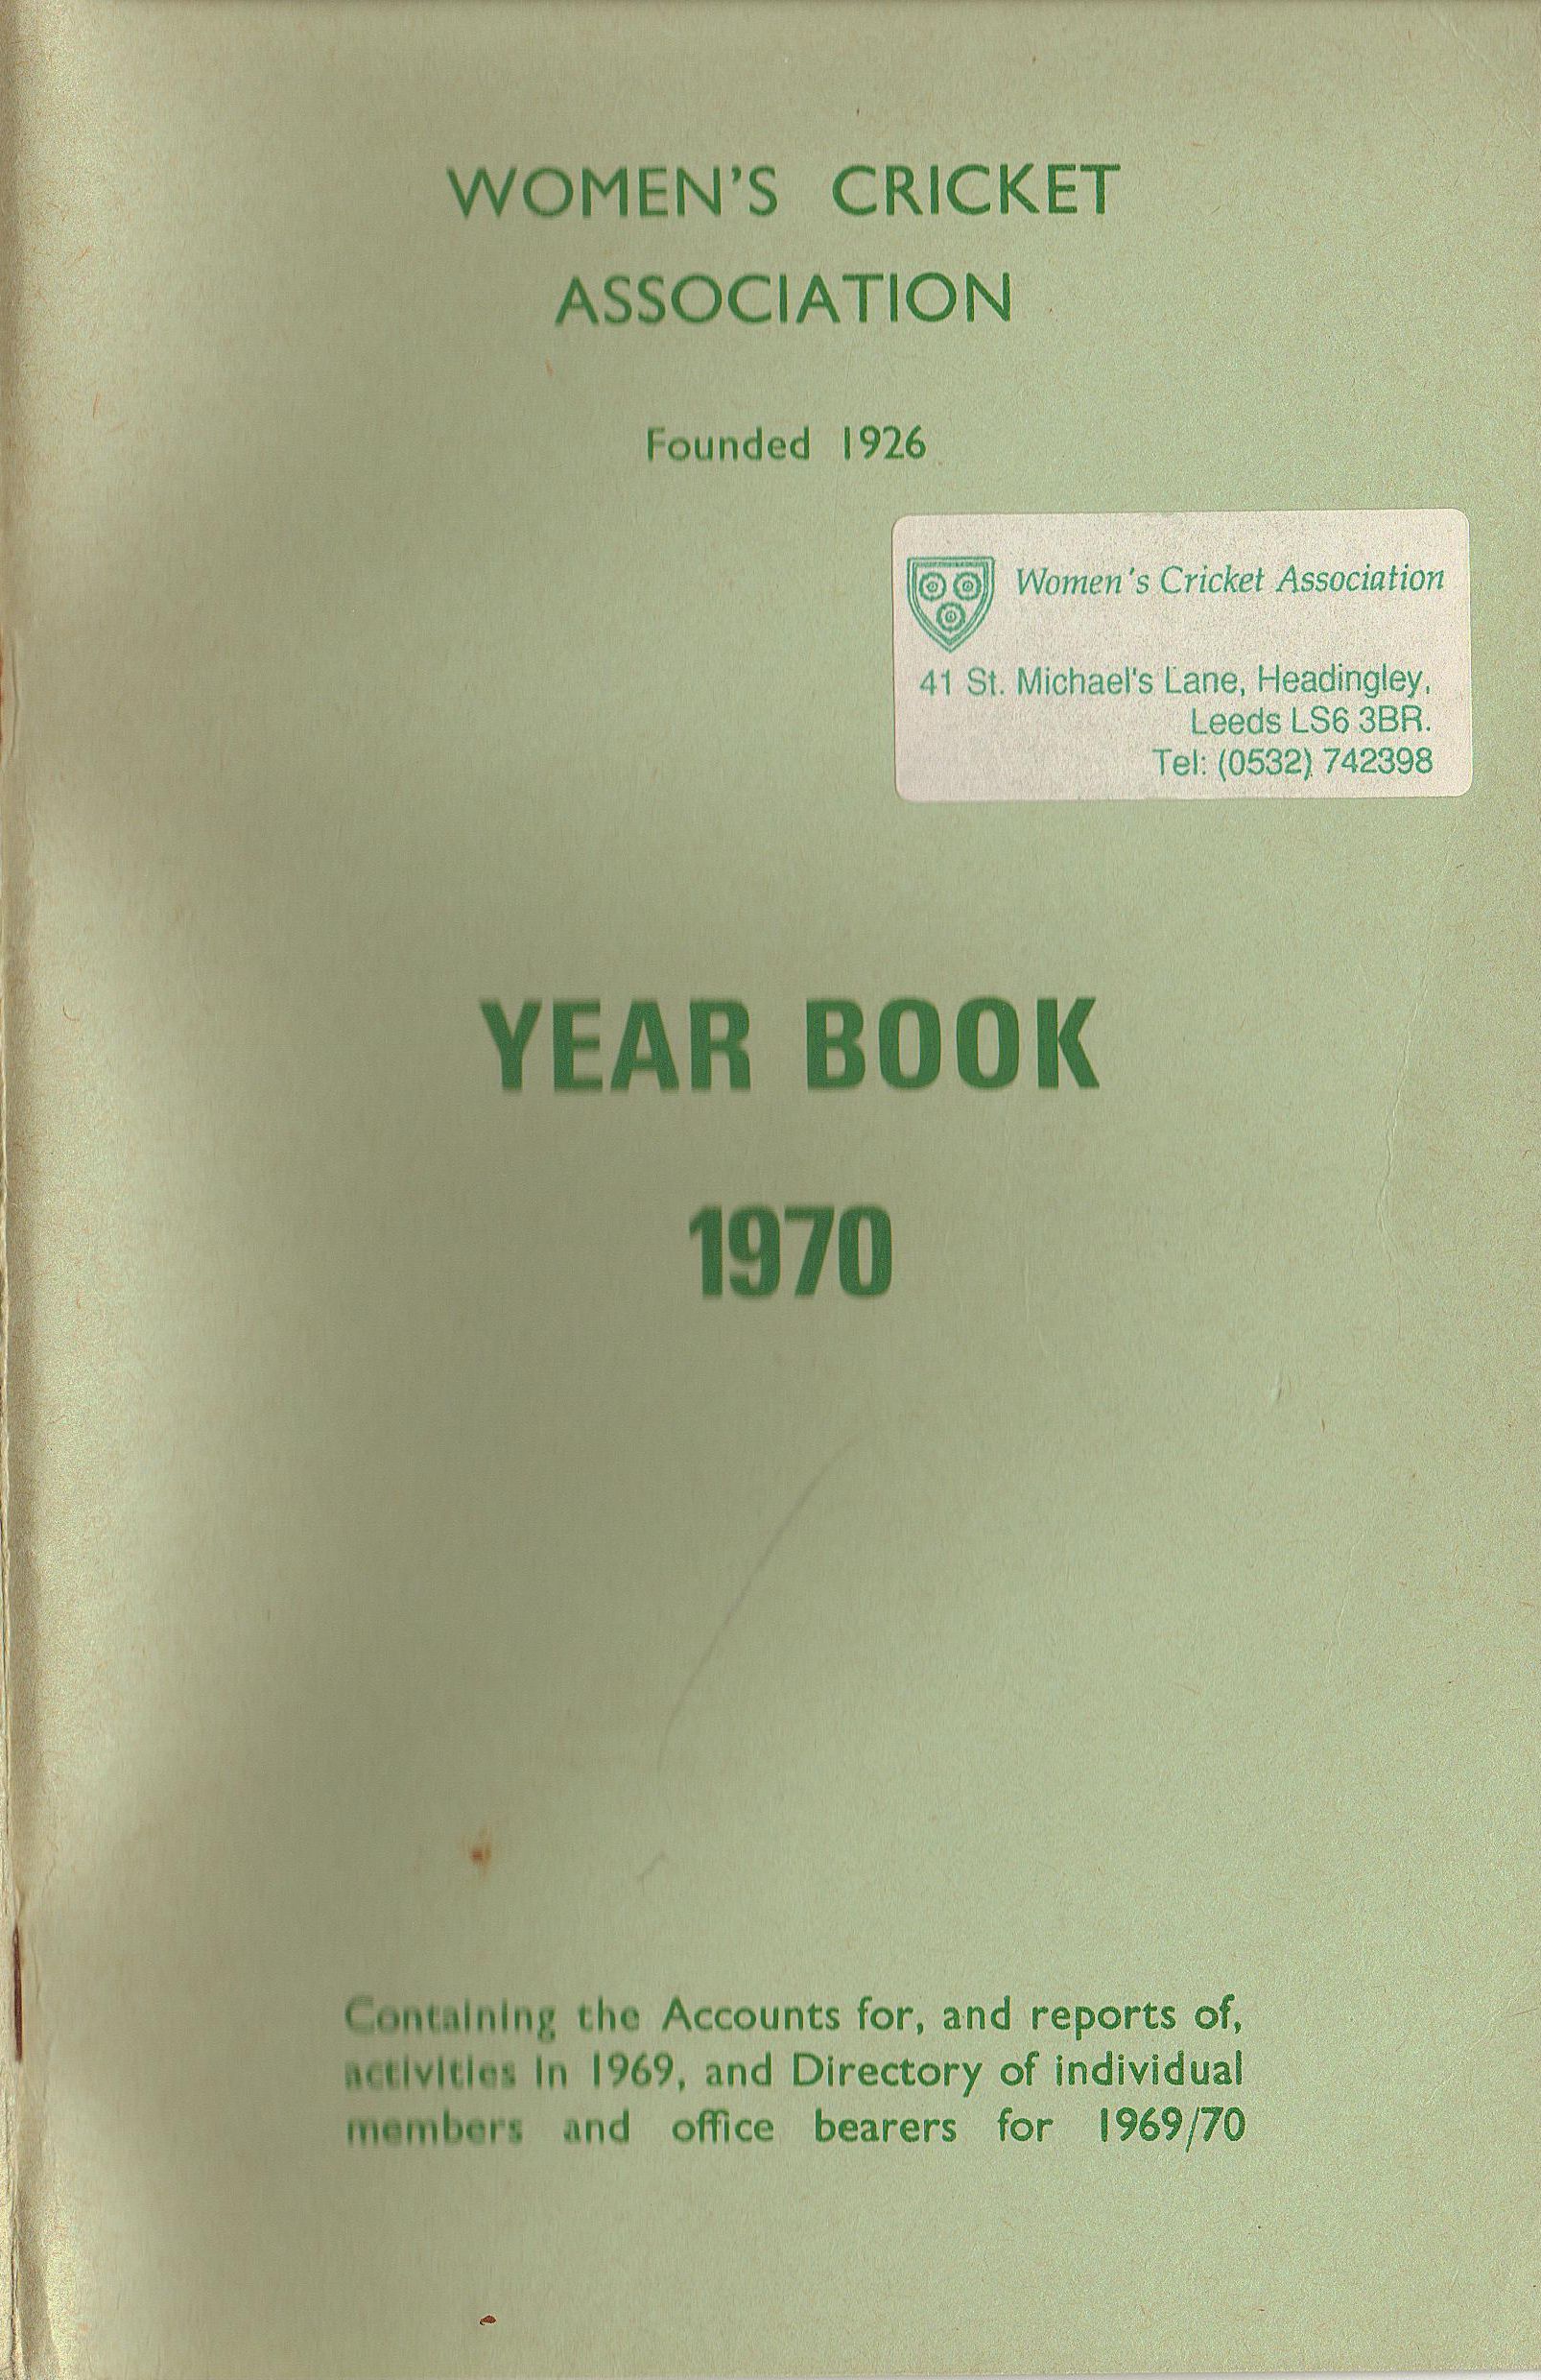 WOMEN'S CRICKET
ASSOCIATION
Founded 1926
Women's Cricket Association
41 St. Michael's Lane, Headingley,
Leeds LS6 3BR.
Tel: (0532) 742398
YEAR BOOK
1970
Containing the Accounts for, and reports of,
activities in 1969, and Directory of individual
members and office bearers for 1969/70